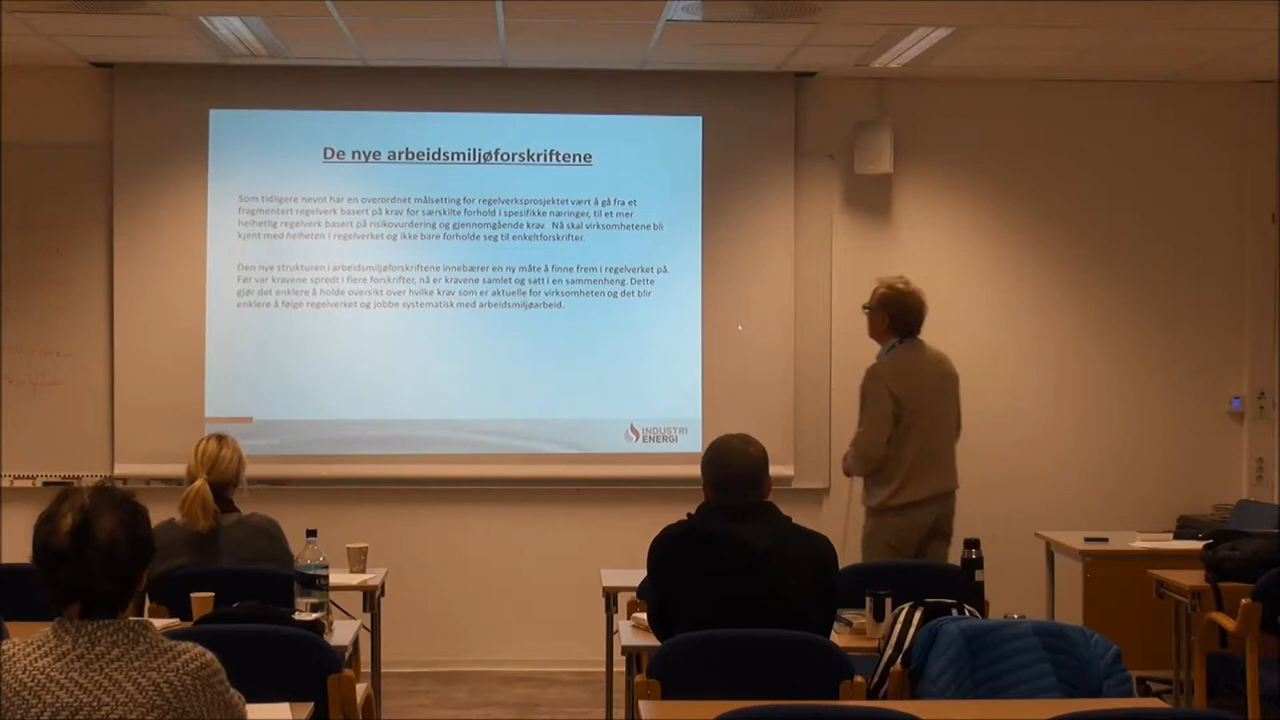 De nye arbeidsmiljøforskriftene
Som tidligere nevnt har en overordnet målsetting for regelverksprosjektet vært å gå fra et
fragmentert regelverk basert på krav for særskilte forhold i spesifikke næringer, til et mer
helhetlig regelverk basert på risikovurdering og gjennomgående krav. Nå skal virksomhetene bli
kjent med helheten i regelverket og ikke bare forholde seg til enkeltforskrifter.
Den nye strukturen i arbeidsmiljøforskriftene innebærer en ny måte å finne frem i regelverket på.
Før var kravene spredt i flere forskrifter, nå er kravene samlet og satt i en sammenheng. Dette
gjør det enklere å holde oversikt over hvilke krav som er aktuelle for virksomheten og det blir
enklere å følge regelverket og jobbe systematisk med arbeidsmiljøarbeid.
INDUSTRI
ENERGI